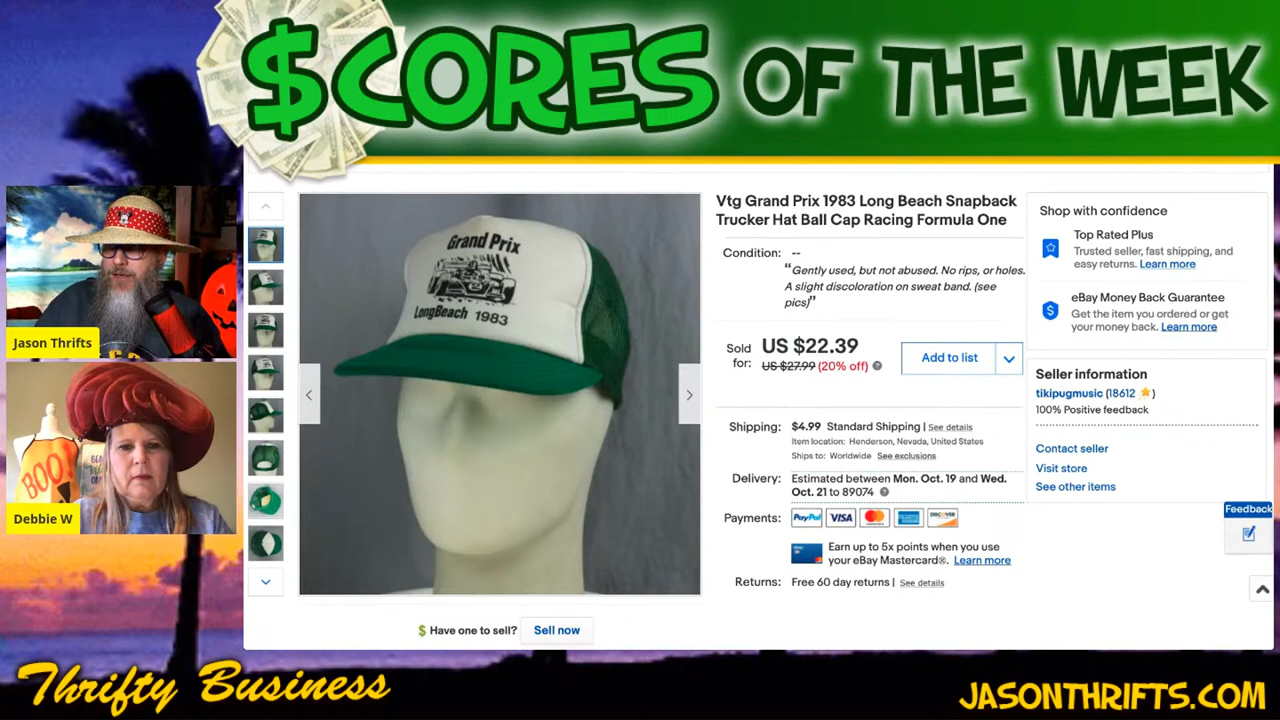 $CORES OF THE WEEK
Vtg Grand Prix 1983 Long Beach Snapback
Trucker Hat Ball Cap Racing Formula One
Condition: --
“Gently used, but not abused. No rips, or holes.
A slight discoloration on sweat band. (see
pics)”
Sold for: US $22.39
US $27.99 (20% off)
Add to list
Shipping: $4.99 Standard Shipping | See details
Item location: Henderson, Nevada, United States
Ships to: Worldwide See exclusions
Delivery: Estimated between Mon. Oct. 19 and Wed.
Oct. 21 to 89074
Payments: PayPal VISA DISCOVER
Earn up to 5x points when you use
your eBay Mastercard®. Learn more
Returns: Free 60 day returns | See details
Shop with confidence
Top Rated Plus
Trusted seller, fast shipping, and
easy returns. Learn more
eBay Money Back Guarantee
Get the item you ordered or get
your money back. Learn more
Seller information
tikipugmusic (18612)
100% Positive feedback
Contact seller
Visit store
See other items
Feedback
Grand Prix
LongBeach 1983
$ Have one to sell? Sell now
Jason Thrifts
BOO!
Debbie W
Thrifty Business
JASONTHRIFTS.COM